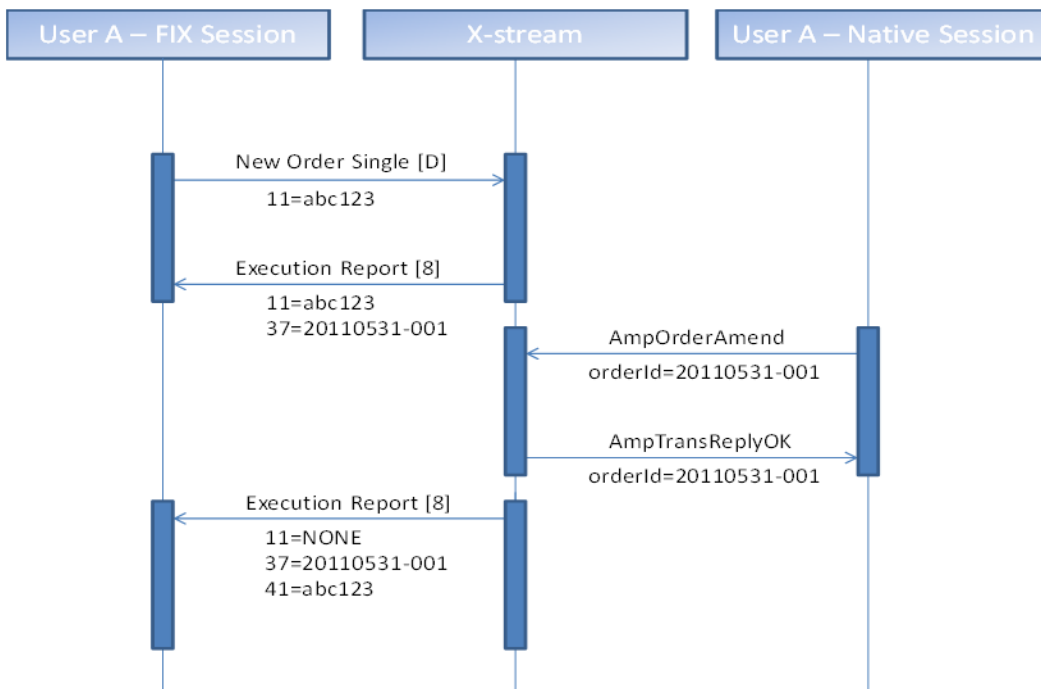 User A – FIX Session
X-stream
User A – Native Session
New Order Single [D]
11=abc123
Execution Report [8]
11=abc123
37=20110531-001
AmpOrderAmend
orderId=20110531-001
AmpTransReplyOK
orderId=20110531-001
Execution Report [8]
11=NONE
37=20110531-001
41=abc123